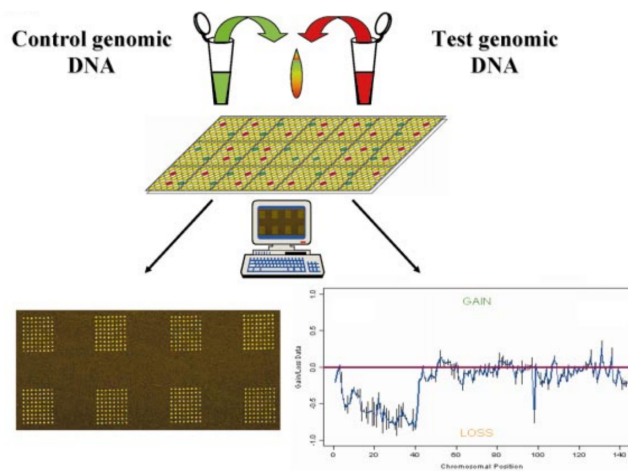 Control genomic
DNA
Test genomic
DNA
GAIN
LOSS
Gain/Loss Data
1.0
0.5
0.0
-0.5
-1.0
0
20
40
60
80
100
120
140
Chromosomal Position